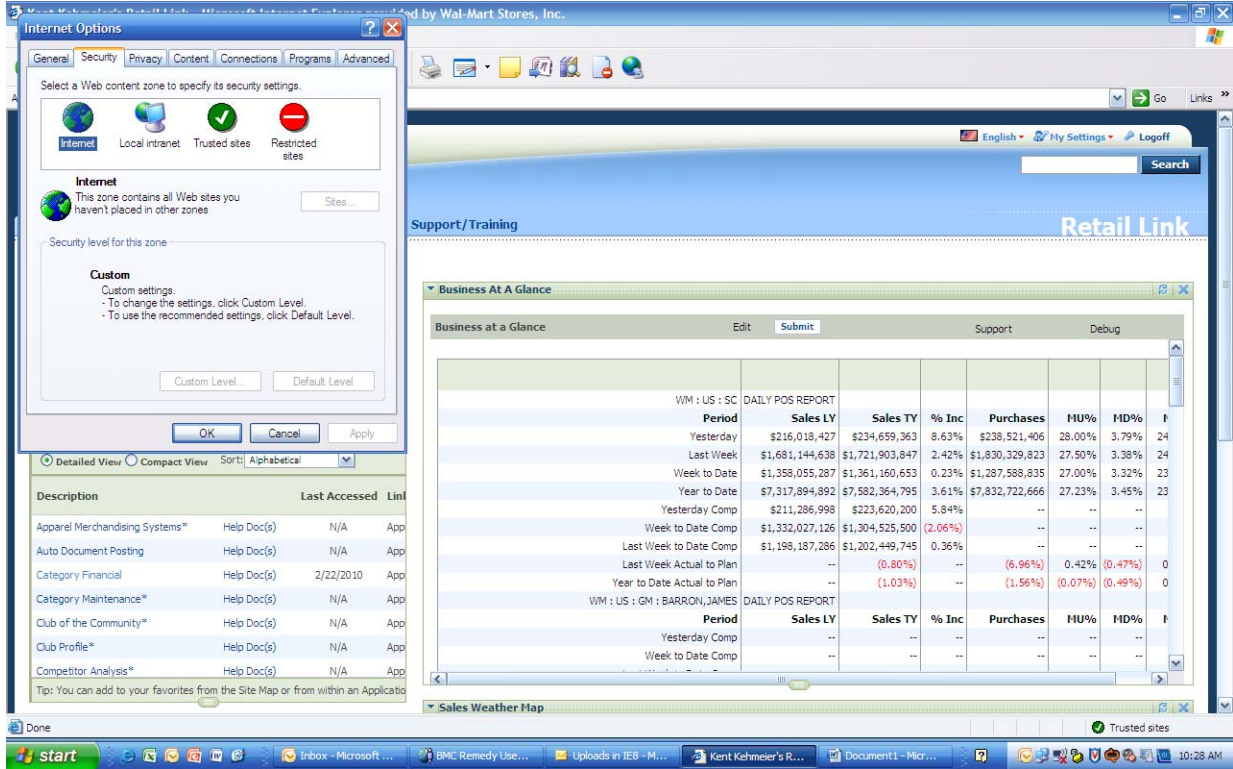 Kent Kehmeier's Retail Link - Microsoft Internet Explorer provided by Wal-Mart Stores, Inc.
Internet Options
General Security Privacy Content Connections Programs Advanced
Select a Web content zone to specify its security settings.
Internet Local intranet Trusted sites Restricted sites
Internet
This zone contains all Web sites you
haven't placed in other zones
Sites...
Security level for this zone
Custom
Custom settings.
- To change the settings, click Custom Level.
- To use the recommended settings, click Default Level.
Custom Level... Default Level
OK Cancel Apply
Go Links »
English My Settings Logoff
Search
Support/Training
Retail Link
Business At A Glance
Business at a Glance Edit Submit Support Debug
WM : US : SC DAILY POS REPORT
Period Sales LY Sales TY % Inc Purchases MU% MD%
Yesterday $216,018,427 $234,659,363 8.63% $238,521,406 28.00% 3.79% 24
Last Week $1,681,144,638 $1,721,903,847 2.42% $1,830,329,823 27.50% 3.38% 24
Week to Date $1,358,055,287 $1,361,160,653 0.23% $1,287,588,835 27.00% 3.32% 23
Year to Date $7,317,894,892 $7,582,364,795 3.61% $7,832,722,666 27.23% 3.45% 23
Yesterday Comp $211,286,998 $223,620,200 5.84% -- -- --
Week to Date Comp $1,332,027,126 $1,304,525,500 (2.06%) -- -- --
Last Week to Date Comp $1,198,187,286 $1,202,449,745 0.36% -- -- --
Last Week Actual to Plan -- (0.80%) -- (6.96%) 0.42% (0.47%) 0
Year to Date Actual to Plan -- (1.03%) -- (1.56%) (0.07%) (0.49%) 0
WM : US : GM : BARRON,JAMES DAILY POS REPORT
Period Sales LY Sales TY % Inc Purchases MU% MD%
Yesterday Comp -- -- -- -- -- --
Week to Date Comp -- -- -- -- -- --
Sales Weather Map
Detailed View Compact View Sort: Alphabetical
Description Last Accessed Linl
Apparel Merchandising Systems* Help Doc(s) N/A App
Auto Document Posting Help Doc(s) N/A App
Category Financial Help Doc(s) 2/22/2010 App
Category Maintenance* Help Doc(s) N/A App
Club of the Community* Help Doc(s) N/A App
Club Profile* Help Doc(s) N/A App
Competitor Analysis* Help Doc(s) N/A App
Tip: You can add to your favorites from the Site Map or from within an Applicatio
Done Trusted sites
start Inbox - Microsoft ... BMC Remedy Use... Uploads in IE8 - M... Kent Kehmeier's R... Document1 - Micr... 10:28 AM